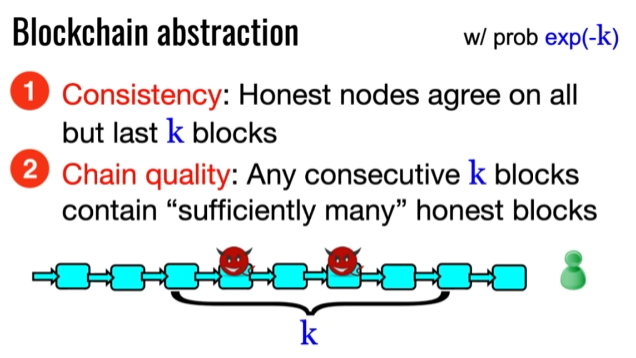 Blockchain abstraction
w/ prob exp(-k)
1 Consistency: Honest nodes agree on all
but last k blocks
2 Chain quality: Any consecutive k blocks
contain “sufficiently many” honest blocks
k